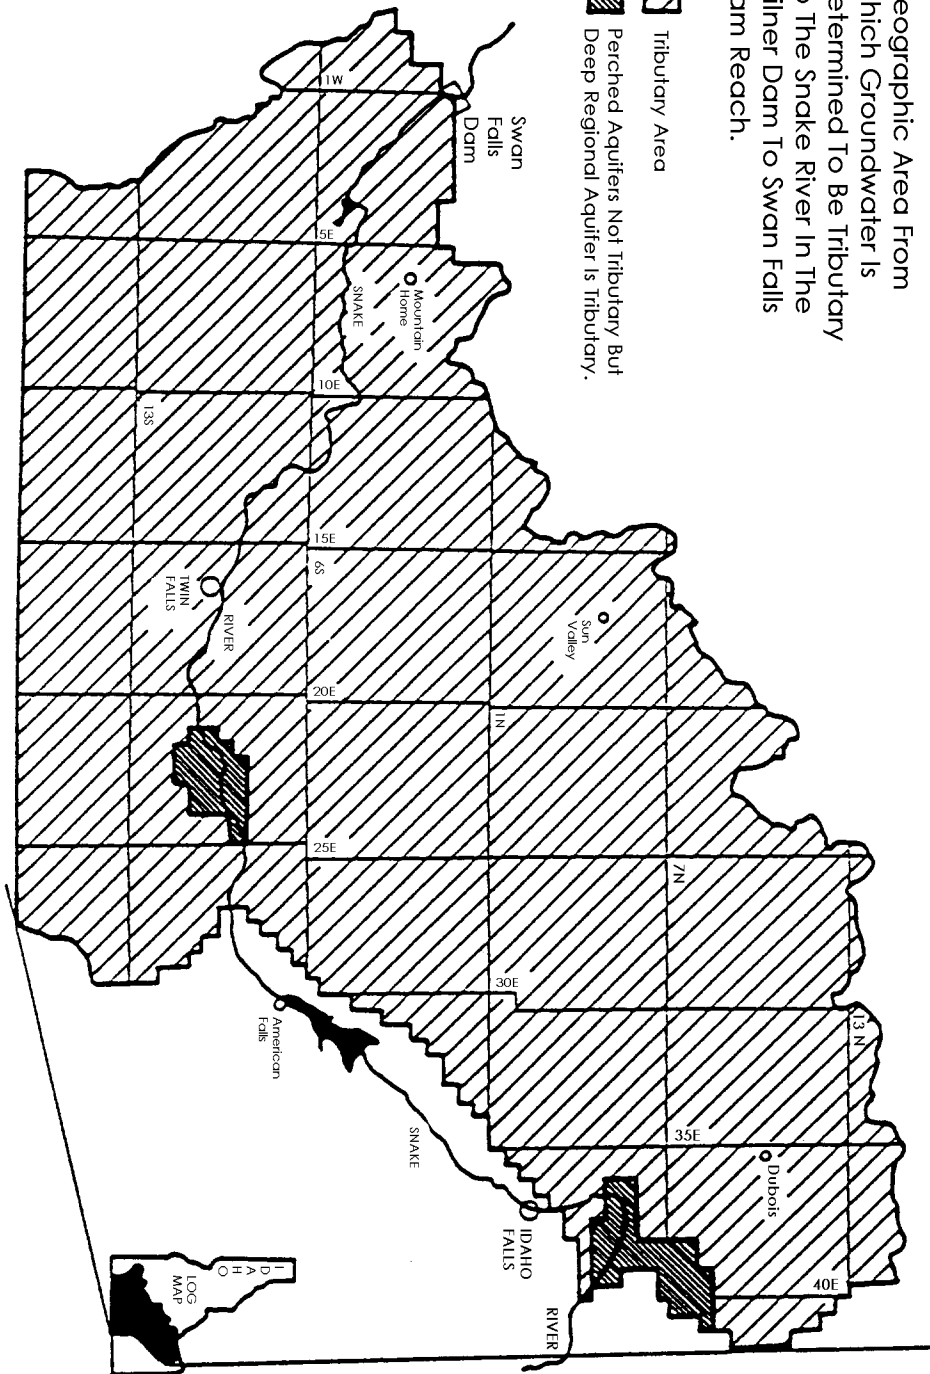 eographic Area From
hich Groundwater Is
etermined To Be Tributary
o The Snake River In The
ilner Dam To Swan Falls
am Reach.
Tributary Area
Perched Aquifers Not Tributary But
Deep Regional Aquifer Is Tributary.
Swan
Falls
Dam
1W
5E
Mountain
Home
SNAKE
10E
13S
15E
6S
TWIN
FALLS
RIVER
Sun
Valley
20E
1N
25E
7N
30E
13 N
American
Falls
SNAKE
35E
Dubois
IDAHO
FALLS
40E
RIVER
IDAHO
LOG
MAP